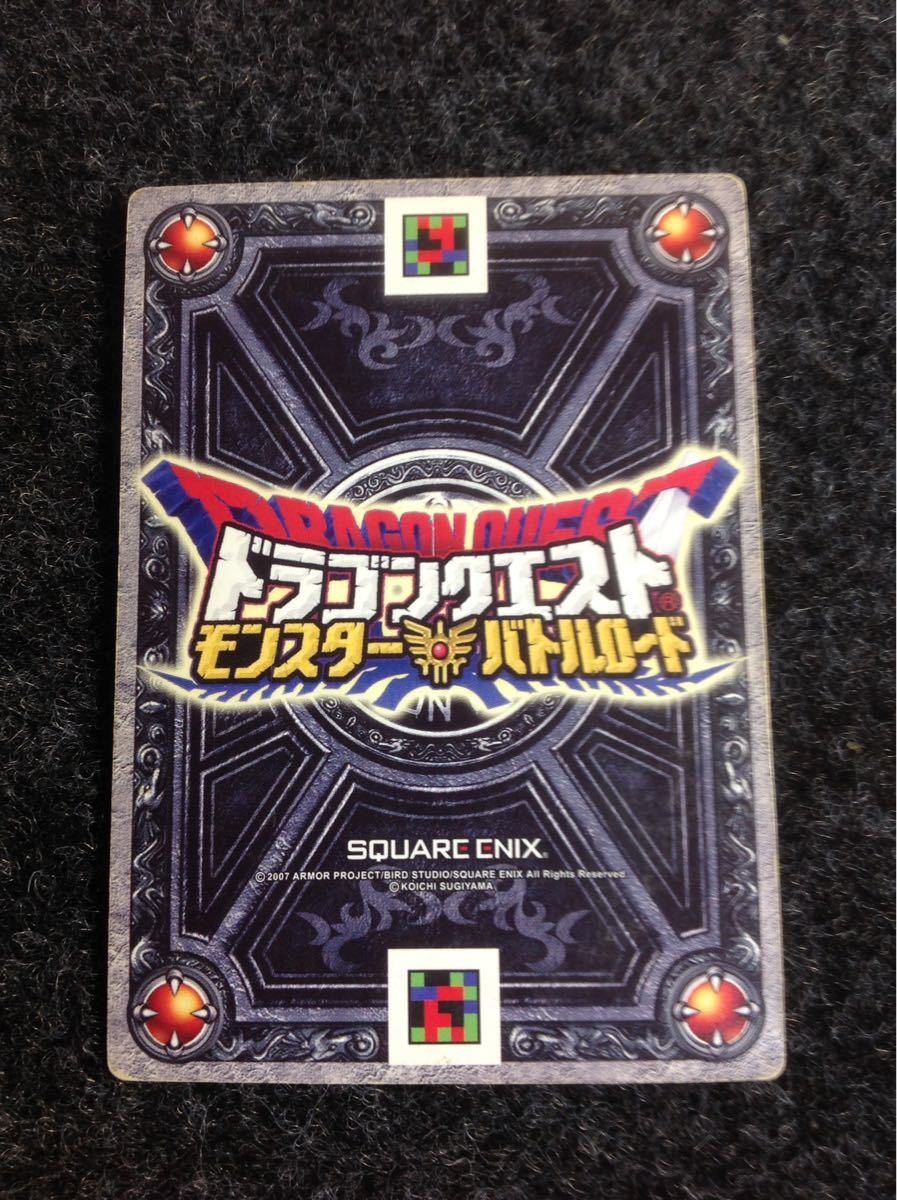 DRAGON QUEST
ドラゴンクエスト®
モンスター バトルロード
SQUARE ENIX®
© 2007 ARMOR PROJECT/BIRD STUDIO/SQUARE ENIX All Rights Reserved.
© KOICHI SUGIYAMA